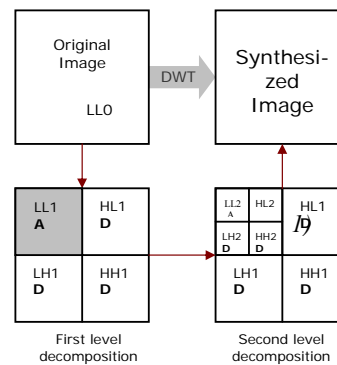 Original
Image
LL0
DWT
Synthesi-
zed
Image
LL1
A
HL1
D
LH1
D
HH1
D
LL2
A
HL2
LH2
D
HH2
D
HL1
D
LH1
D
HH1
D
First level
decomposition
Second level
decomposition